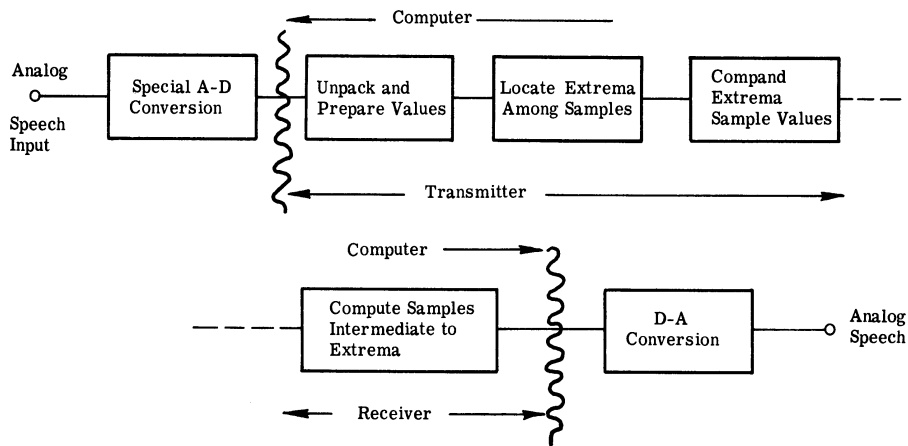 Computer
Analog
Speech
Input
Special A-D
Conversion
Unpack and
Prepare Values
Locate Extrema
Among Samples
Compand
Extrema
Sample Values
Transmitter
Computer
Compute Samples
Intermediate to
Extrema
D-A
Conversion
Analog
Speech
Receiver